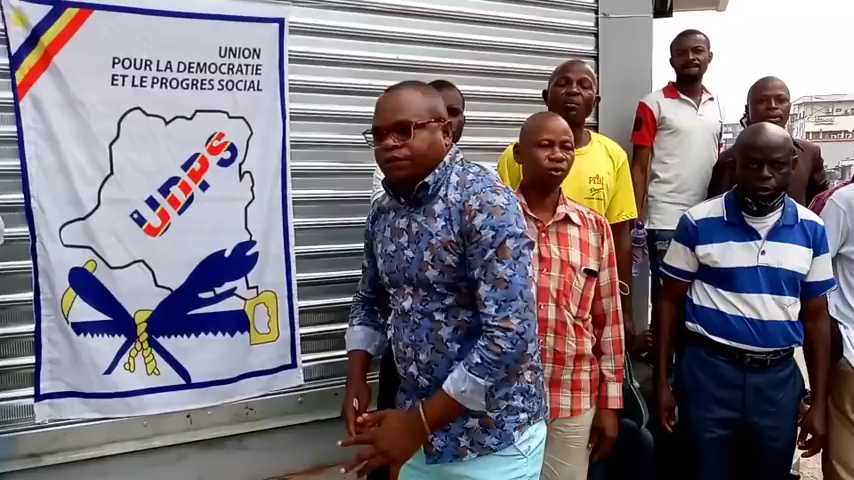 UNION
POUR LA DEMOCRATIE
ET LE PROGRES SOCIAL
UDPS